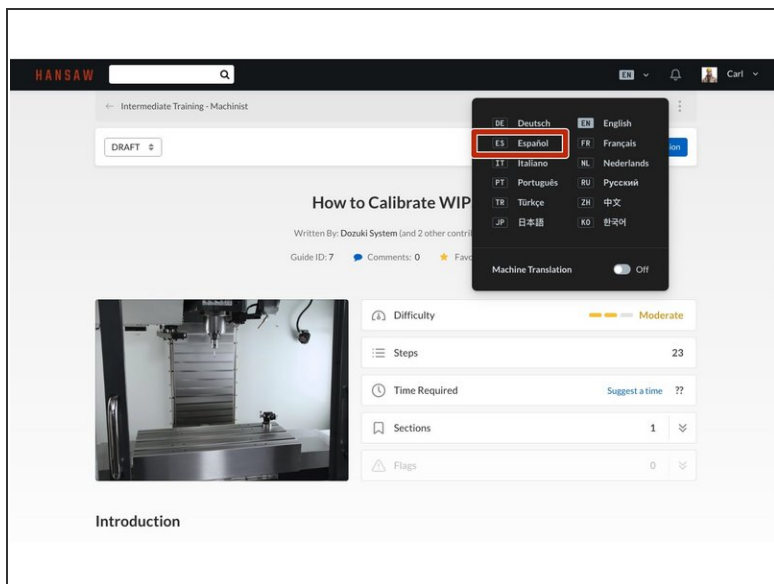 HANSAW
EN
Carl
← Intermediate Training - Machinist
DRAFT
DE Deutsch EN English
ES Español FR Français
IT Italiano NL Nederlands
PT Português RU Русский
TR Türkçe ZH 中文
JP 日本語 KO 한국어
Machine Translation Off
How to Calibrate WIP
Written By: Dozuki System (and 2 other
Guide ID: 7 Comments: 0
Difficulty Moderate
Steps 23
Time Required Suggest a time ??
Sections 1
Flags 0
Introduction